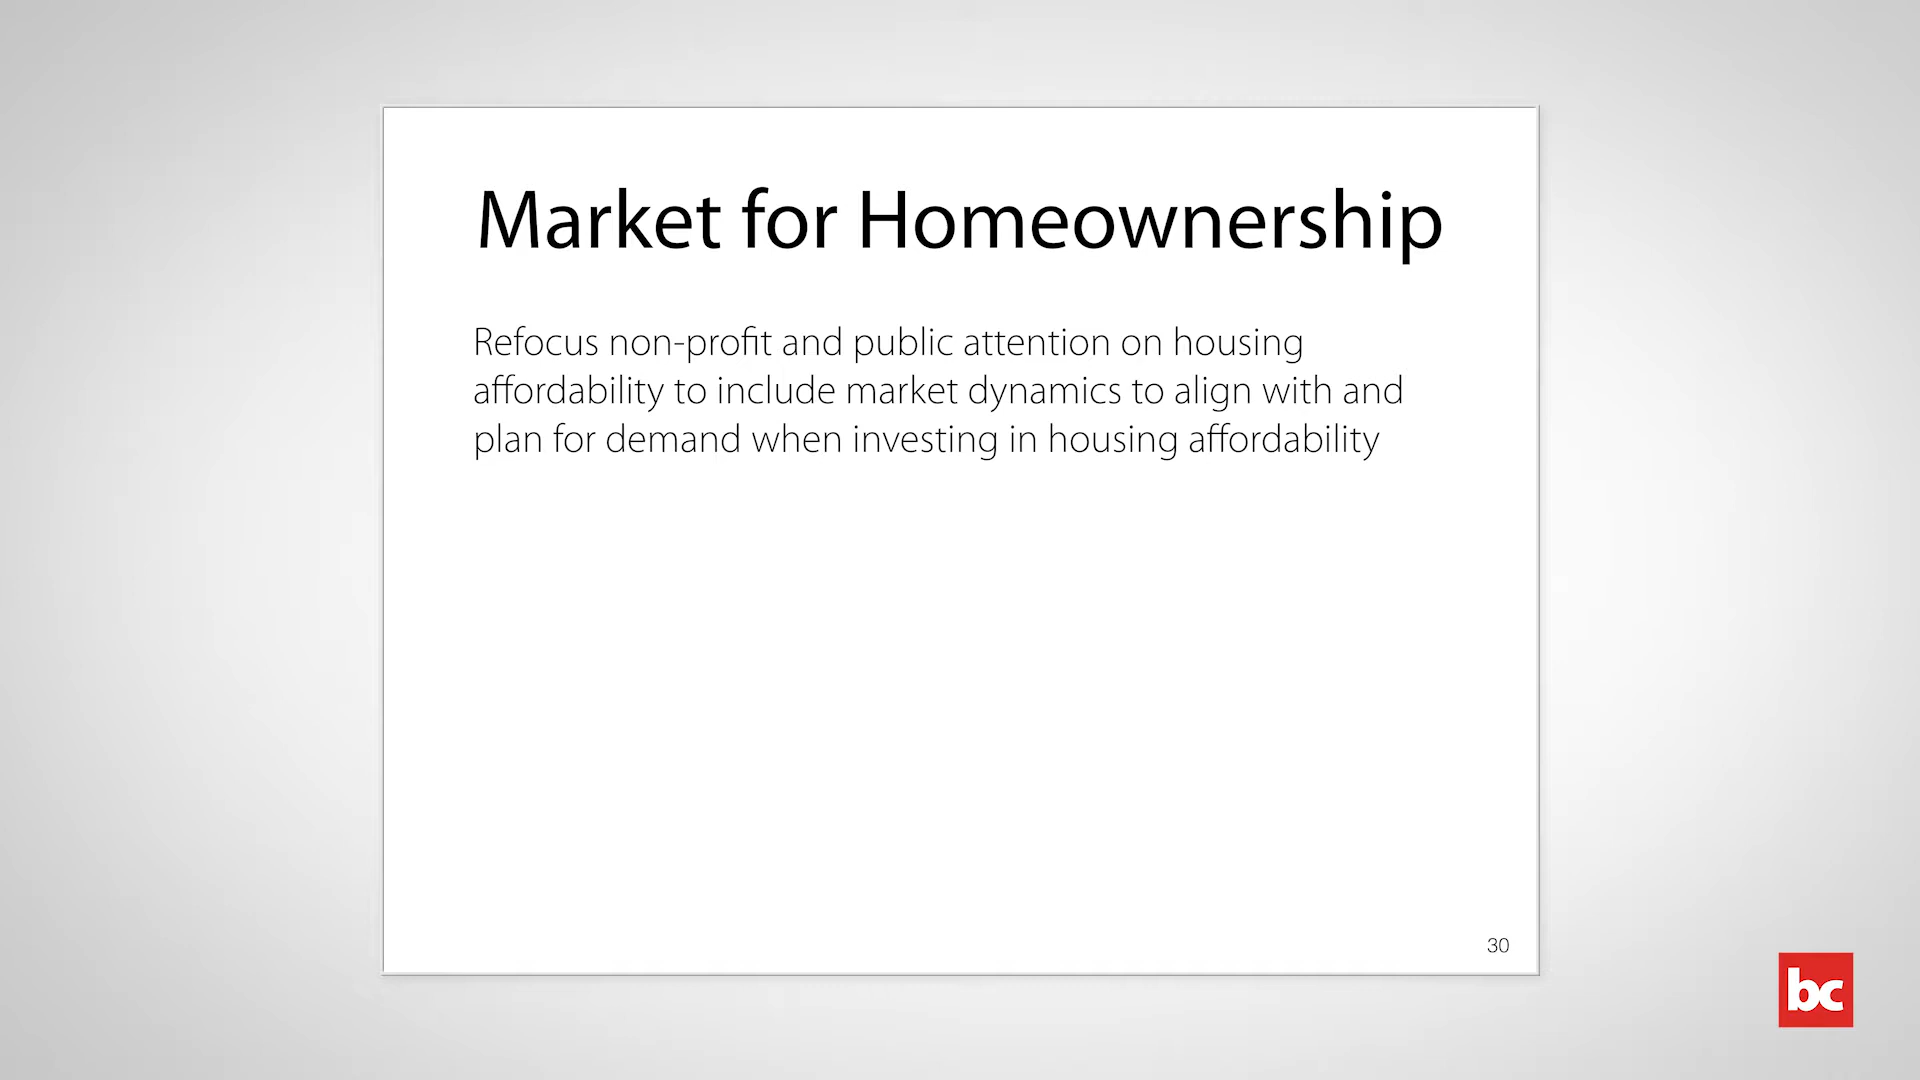 Market for Homeownership
Refocus non-profit and public attention on housing
affordability to include market dynamics to align with and
plan for demand when investing in housing affordability
30
bc